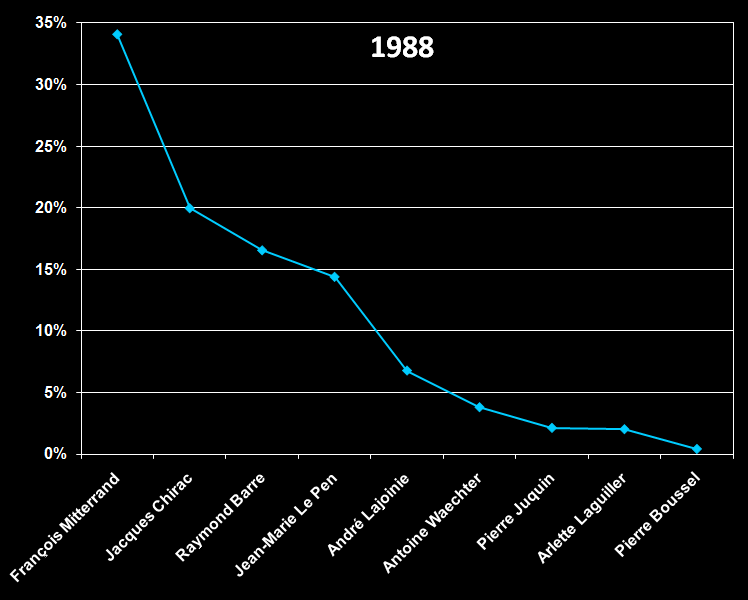 1988
35%
30%
25%
20%
15%
10%
5%
0%
François Mitterrand
Jacques Chirac
Raymond Barre
Jean-Marie Le Pen
André Lajoinie
Antoine Waechter
Pierre Juquin
Arlette Laguiller
Pierre Boussel